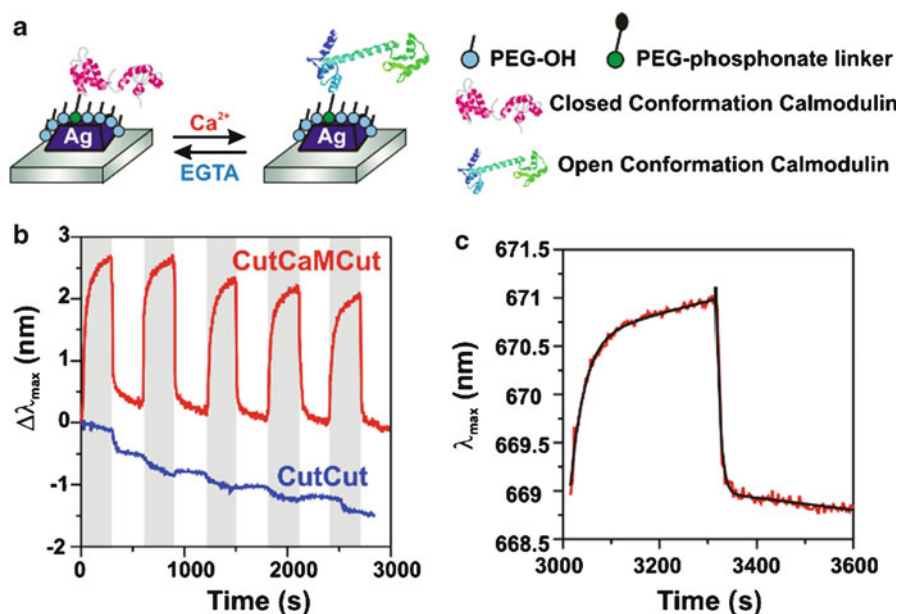 a
Ag
Ca²⁺
EGTA
Ag
PEG-OH
PEG-phosphonate linker
Closed Conformation Calmodulin
Open Conformation Calmodulin
b
Δλmax (nm)
3
2
1
0
-1
-2
CutCaMCut
CutCut
0
1000
2000
3000
Time (s)
c
λmax (nm)
671.5
671
670.5
670
669.5
669
668.5
3000
3200
3400
3600
Time (s)